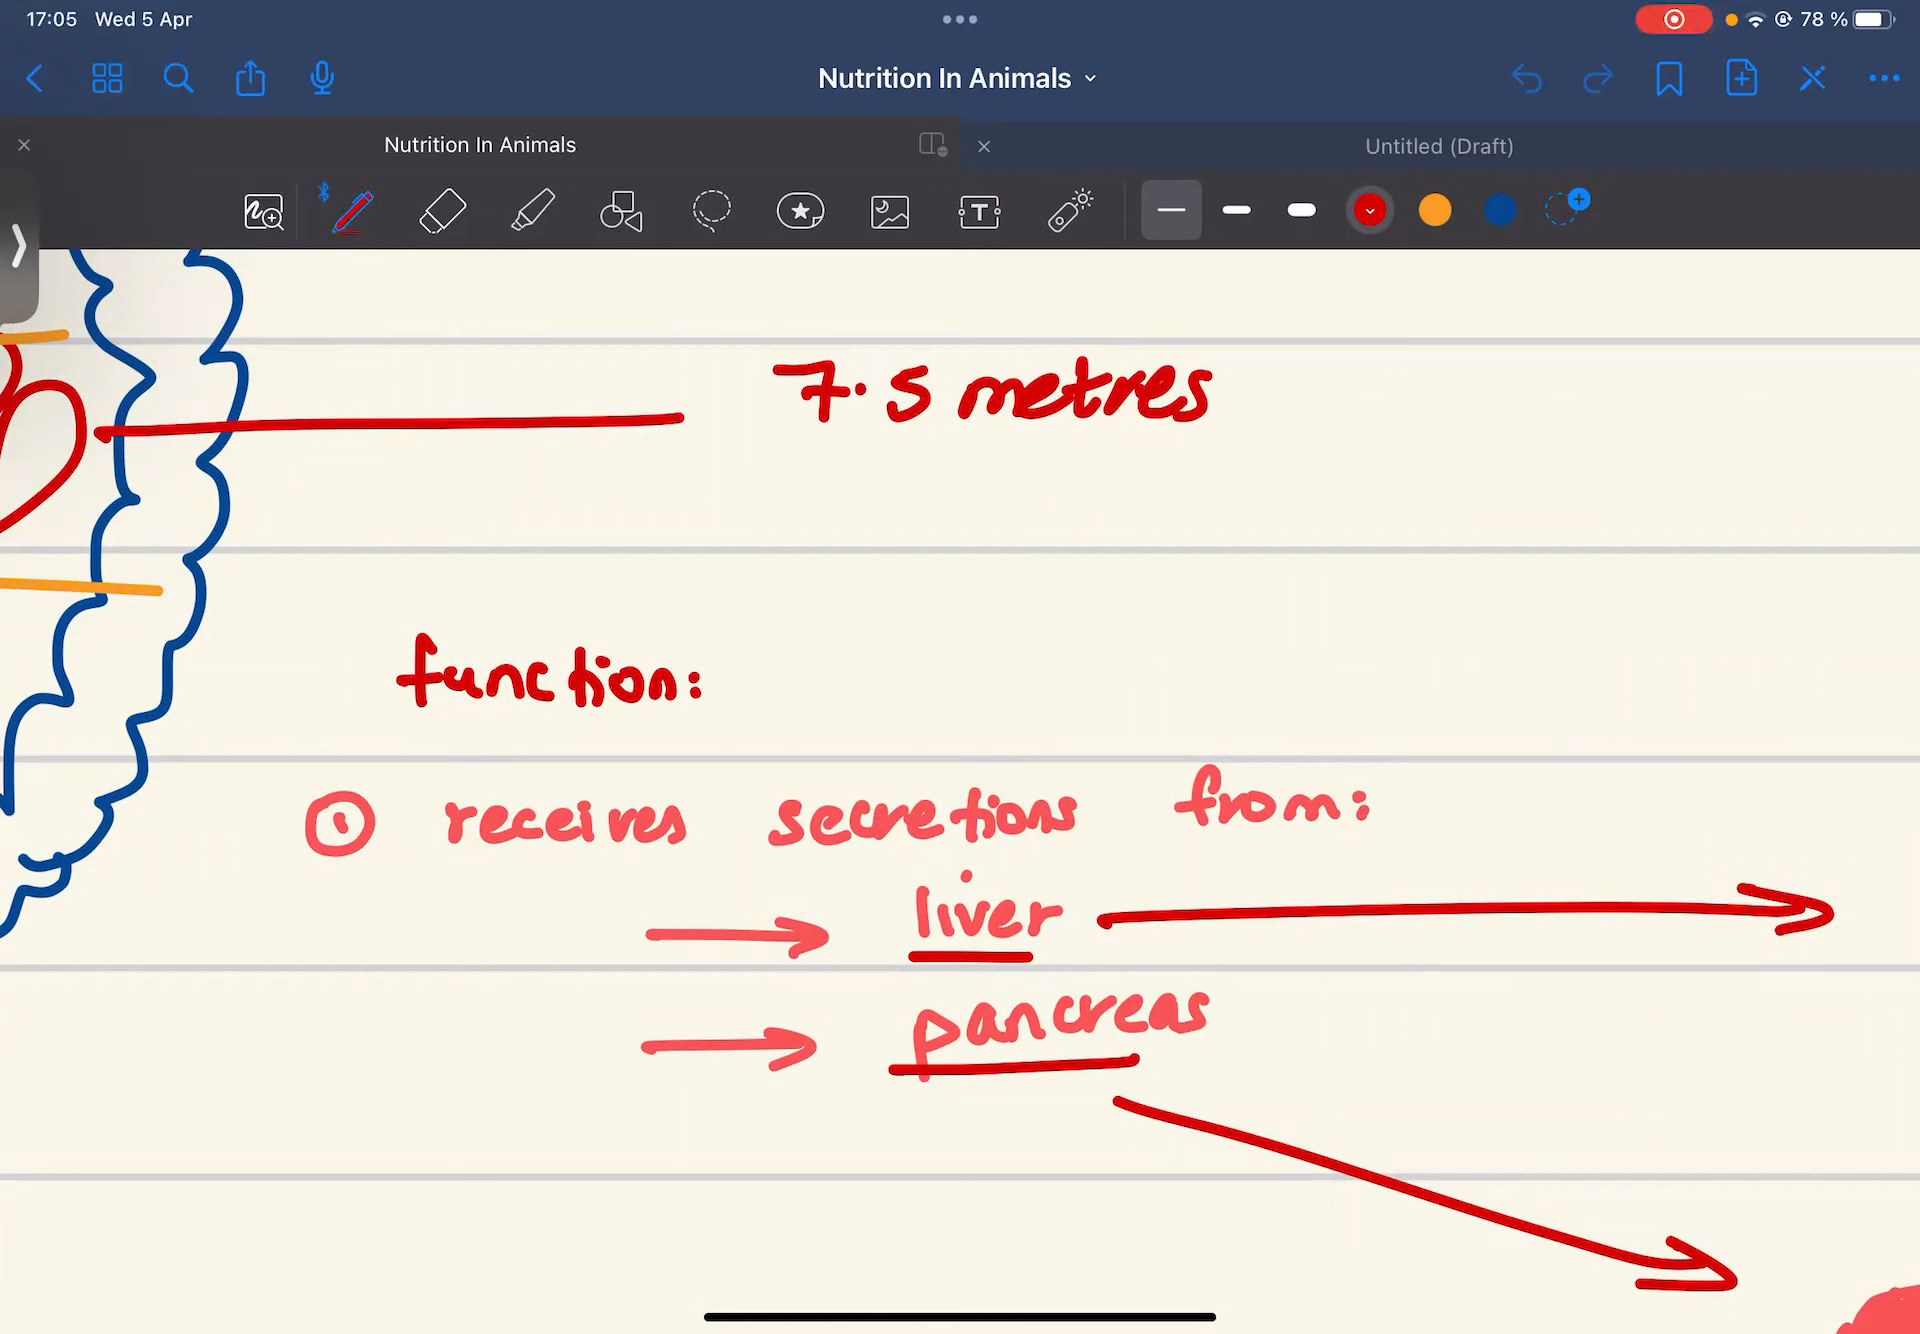 17:05 Wed 5 Apr
78 %
Nutrition In Animals
Nutrition In Animals
Untitled (Draft)
T
7.5 metres
function:
① receives secretions from:
→ liver →
→ pancreas